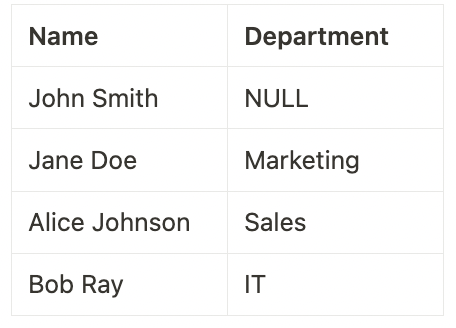 Name Department
John Smith NULL
Jane Doe Marketing
Alice Johnson Sales
Bob Ray IT